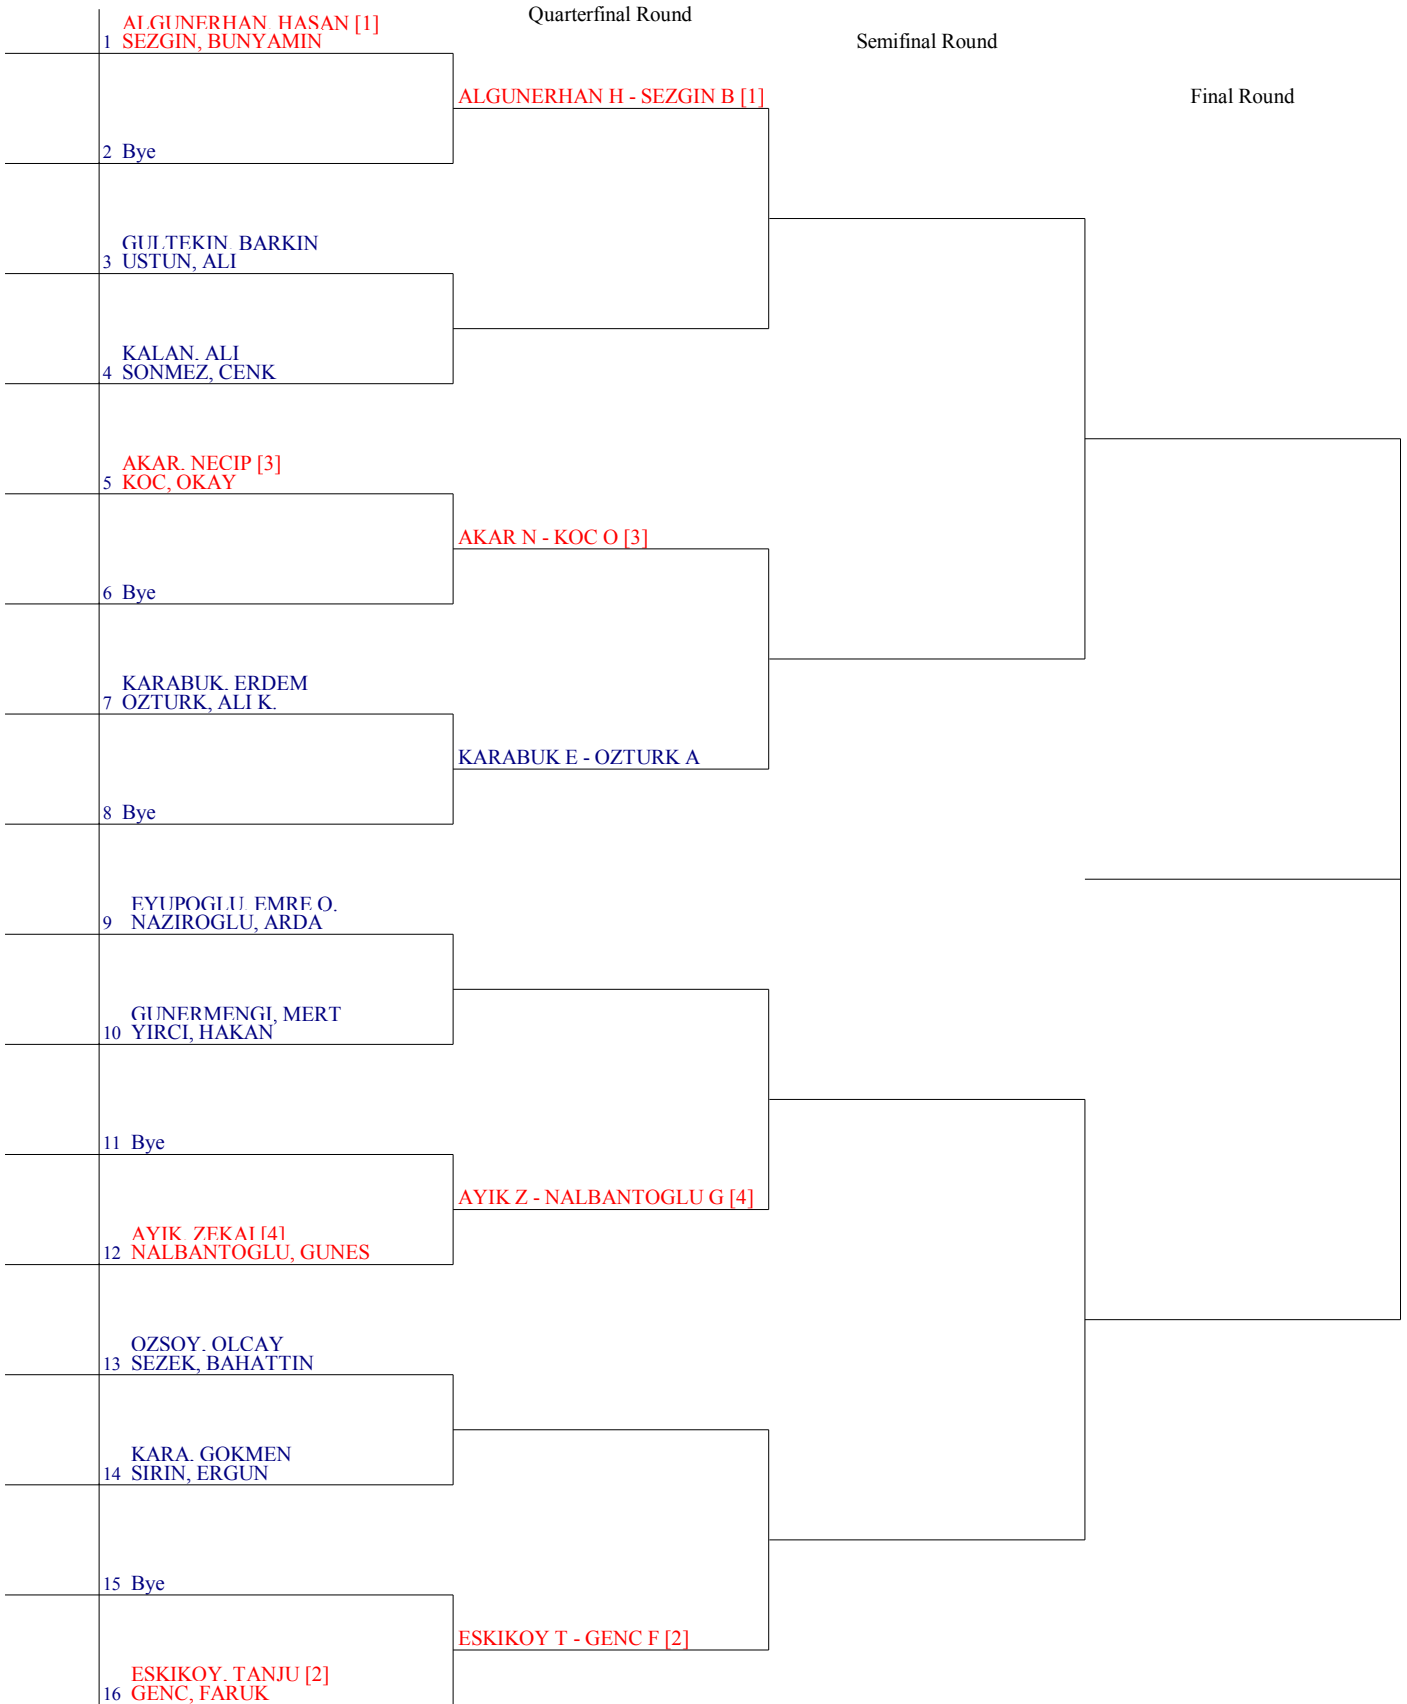 Quarterfinal Round
Semifinal Round
Final Round
ALGUNERHAN, HASAN [1]
1 SEZGIN, BUNYAMIN
ALGUNERHAN H - SEZGIN B [1]
2 Bye
GULTEKIN, BARKIN
3 USTUN, ALI
KALAN, ALI
4 SONMEZ, CENK
AKAR, NECIP [3]
5 KOC, OKAY
AKAR N - KOC O [3]
6 Bye
KARABUK, ERDEM
7 OZTURK, ALI K.
KARABUK E - OZTURK A
8 Bye
EYUPOGLU, EMRE O.
9 NAZIROGLU, ARDA
GUNERMENGI, MERT
10 YIRCI, HAKAN
11 Bye
AYIK Z - NALBANTOGLU G [4]
AYIK, ZEKAI [4]
12 NALBANTOGLU, GUNES
OZSOY, OLCAY
13 SEZEK, BAHATTIN
KARA, GOKMEN
14 SIRIN, ERGUN
15 Bye
ESKIKOY T - GENC F [2]
ESKIKOY, TANJU [2]
16 GENC, FARUK